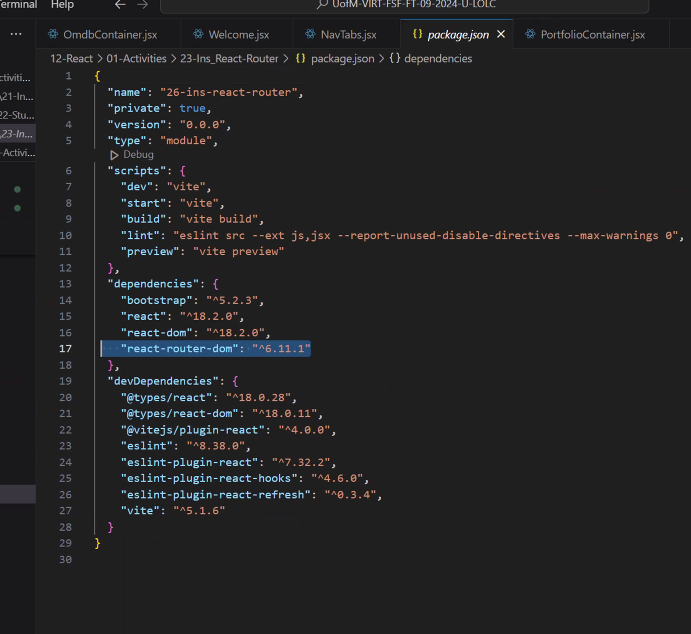 Terminal Help UofM-VIRT-FSF-FT-09-2024-U-LOLC
OmdbContainer.jsx Welcome.jsx NavTabs.jsx {} package.json PortfolioContainer.jsx
12-React > 01-Activities > 23-Ins_React-Router > {} package.json > {} dependencies
1 {
2 "name": "26-ins-react-router",
3 "private": true,
4 "version": "0.0.0",
5 "type": "module",
Debug
6 "scripts": {
7 "dev": "vite",
8 "start": "vite",
9 "build": "vite build",
10 "lint": "eslint src --ext js,jsx --report-unused-disable-directives --max-warnings 0",
11 "preview": "vite preview"
12 },
13 "dependencies": {
14 "bootstrap": "^5.2.3",
15 "react": "^18.2.0",
16 "react-dom": "^18.2.0",
17 "react-router-dom": "^6.11.1"
18 },
19 "devDependencies": {
20 "@types/react": "^18.0.28",
21 "@types/react-dom": "^18.0.11",
22 "@vitejs/plugin-react": "^4.0.0",
23 "eslint": "^8.38.0",
24 "eslint-plugin-react": "^7.32.2",
25 "eslint-plugin-react-hooks": "^4.6.0",
26 "eslint-plugin-react-refresh": "^0.3.4",
27 "vite": "^5.1.6"
28 }
29 }
30
ctiviti...
\21-In...
22-Stu...
\23-In...
-Activi...